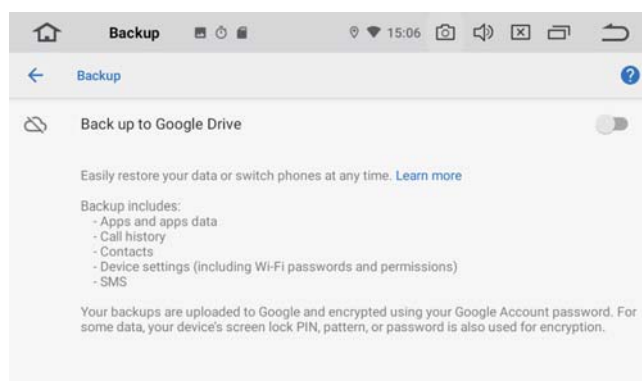 Backup 15:06
Backup
Back up to Google Drive
Easily restore your data or switch phones at any time. Learn more
Backup includes:
- Apps and apps data
- Call history
- Contacts
- Device settings (including Wi-Fi passwords and permissions)
- SMS
Your backups are uploaded to Google and encrypted using your Google Account password. For
some data, your device's screen lock PIN, pattern, or password is also used for encryption.